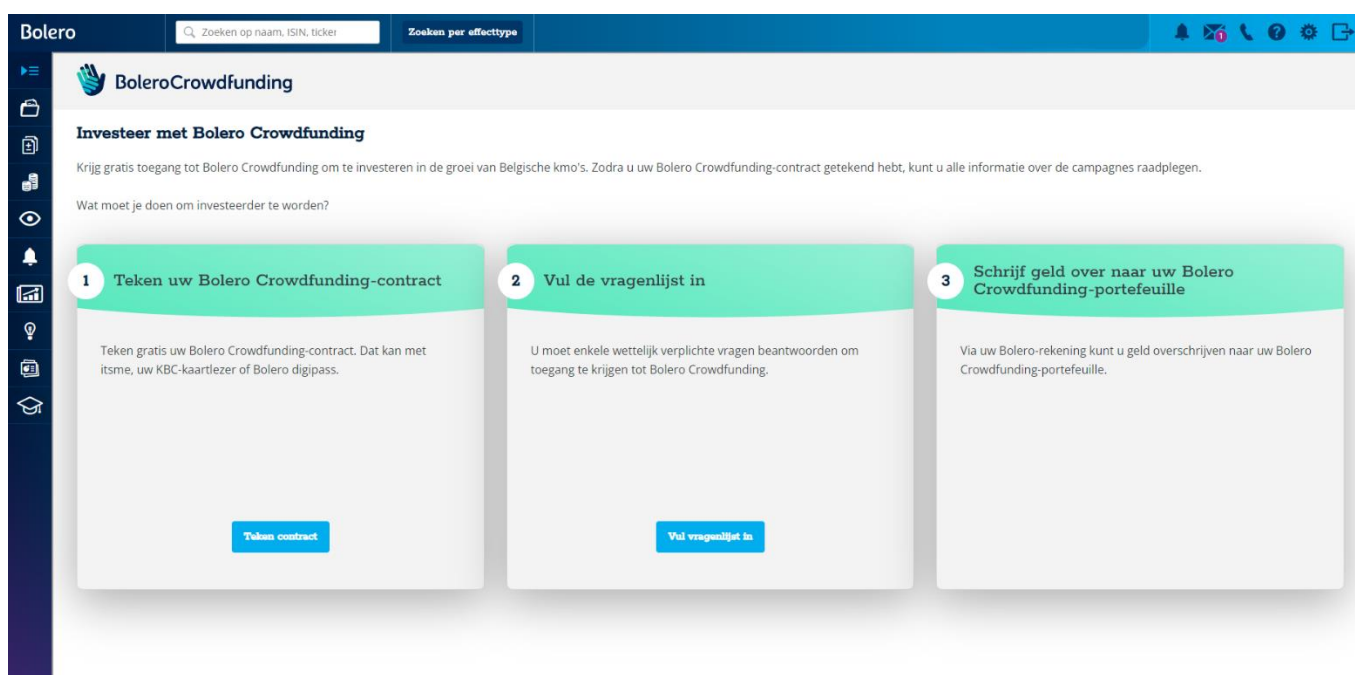 Bolero
Zoeken op naam, ISIN, ticker
Zoeken per effecttype
1
BoleroCrowdfunding
Investeer met Bolero Crowdfunding
Krijg gratis toegang tot Bolero Crowdfunding om te investeren in de groei van Belgische kmo's. Zodra u uw Bolero Crowdfunding-contract getekend hebt, kunt u alle informatie over de campagnes raadplegen.
Wat moet je doen om investeerder te worden?
1 Teken uw Bolero Crowdfunding-contract
Teken gratis uw Bolero Crowdfunding-contract. Dat kan met
itsme, uw KBC-kaartlezer of Bolero digipass.
Teken contract
2 Vul de vragenlijst in
U moet enkele wettelijk verplichte vragen beantwoorden om
toegang te krijgen tot Bolero Crowdfunding.
Vul vragenlijst in
3 Schrijf geld over naar uw Bolero
Crowdfunding-portefeuille
Via uw Bolero-rekening kunt u geld overschrijven naar uw Bolero
Crowdfunding-portefeuille.